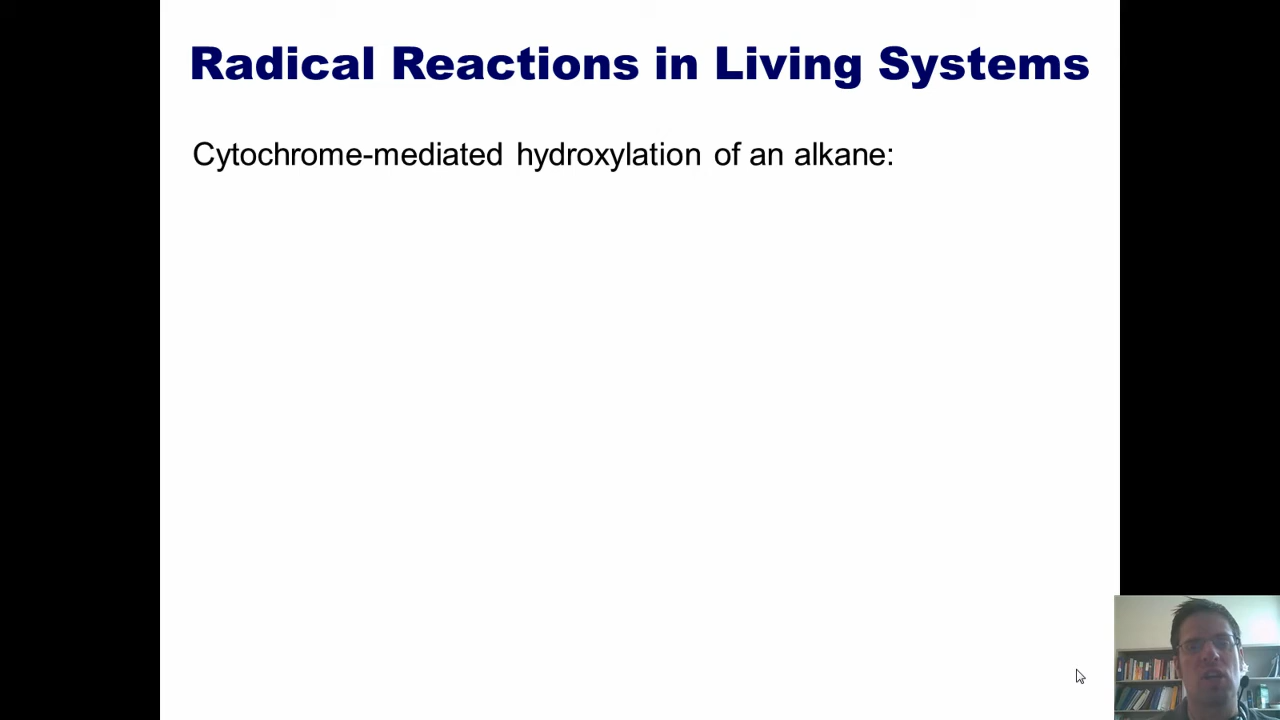 Radical Reactions in Living Systems
Cytochrome-mediated hydroxylation of an alkane: